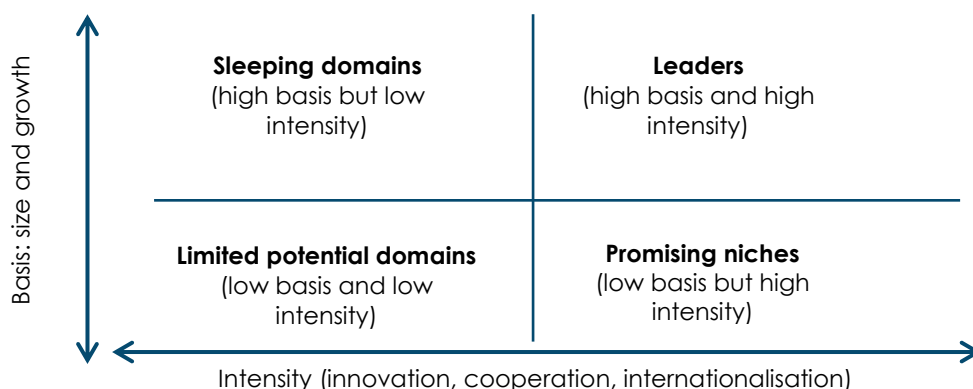 Basis: size and growth
Sleeping domains
(high basis but low
intensity)
Leaders
(high basis and high
intensity)
Limited potential domains
(low basis and low
intensity)
Promising niches
(low basis but high
intensity)
Intensity (innovation, cooperation, internationalisation)